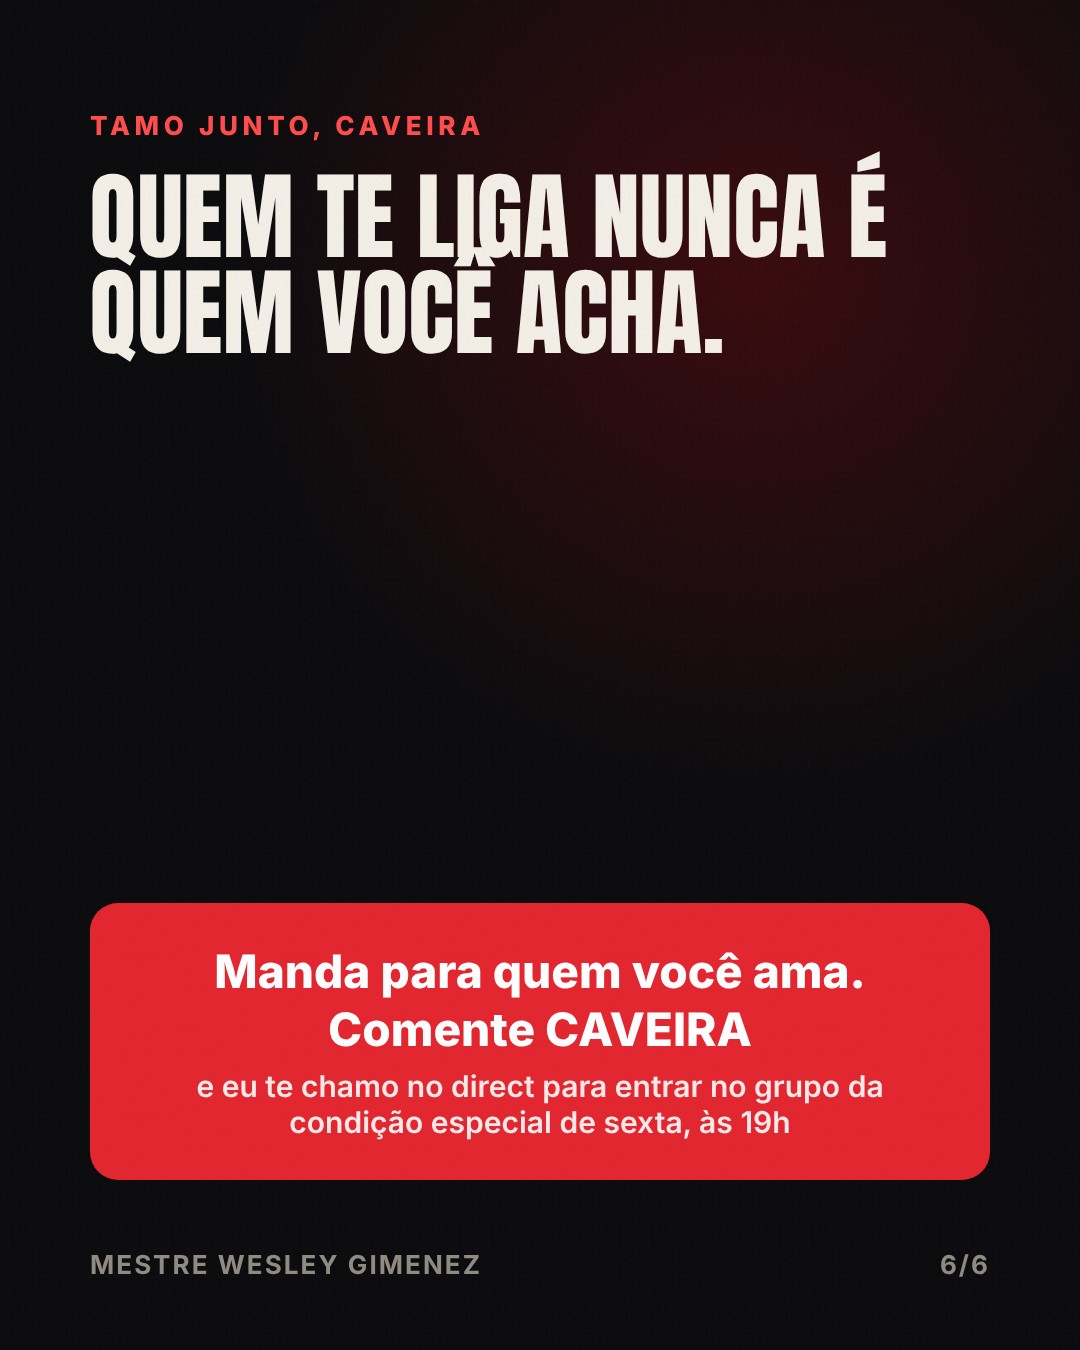 TAMO JUNTO, CAVEIRA
QUEM TE LIGA NUNCA É
QUEM VOCÊ ACHA.
Manda para quem você ama.
Comente CAVEIRA
e eu te chamo no direct para entrar no grupo da
condição especial de sexta, às 19h
MESTRE WESLEY GIMENEZ
6/6